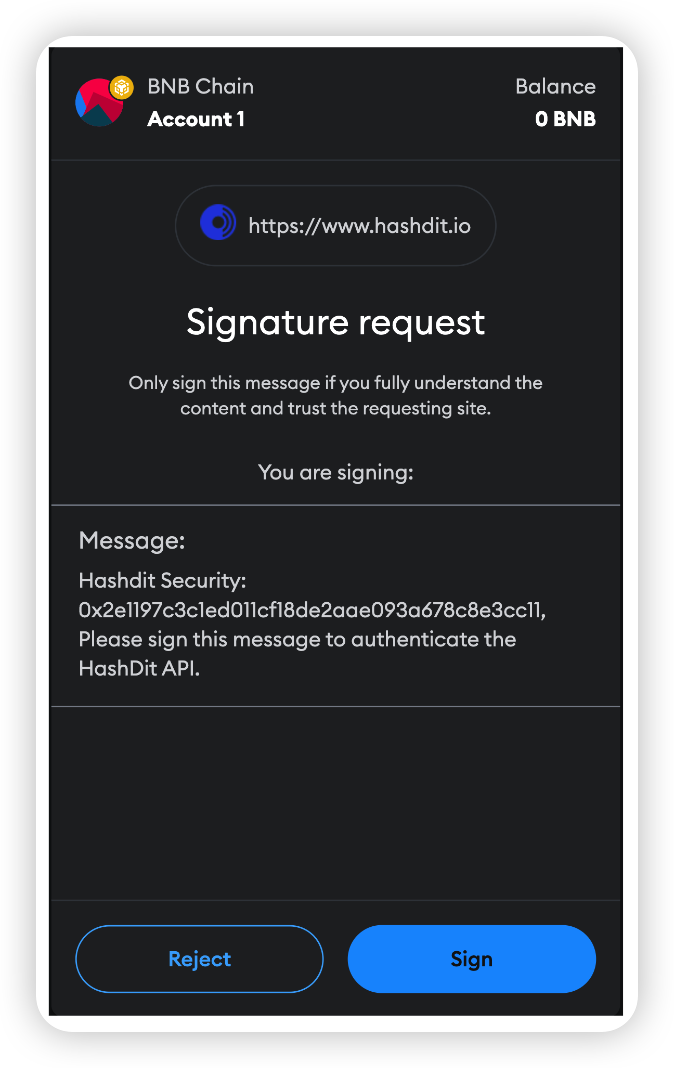 BNB Chain
Balance
Account 1
0 BNB
https://www.hashdit.io
Signature request
Only sign this message if you fully understand the
content and trust the requesting site.
You are signing:
Message:
Hashdit Security:
0x2e1197c3c1ed011cf18de2aae093a678c8e3cc11,
Please sign this message to authenticate the
HashDit API.
Reject
Sign